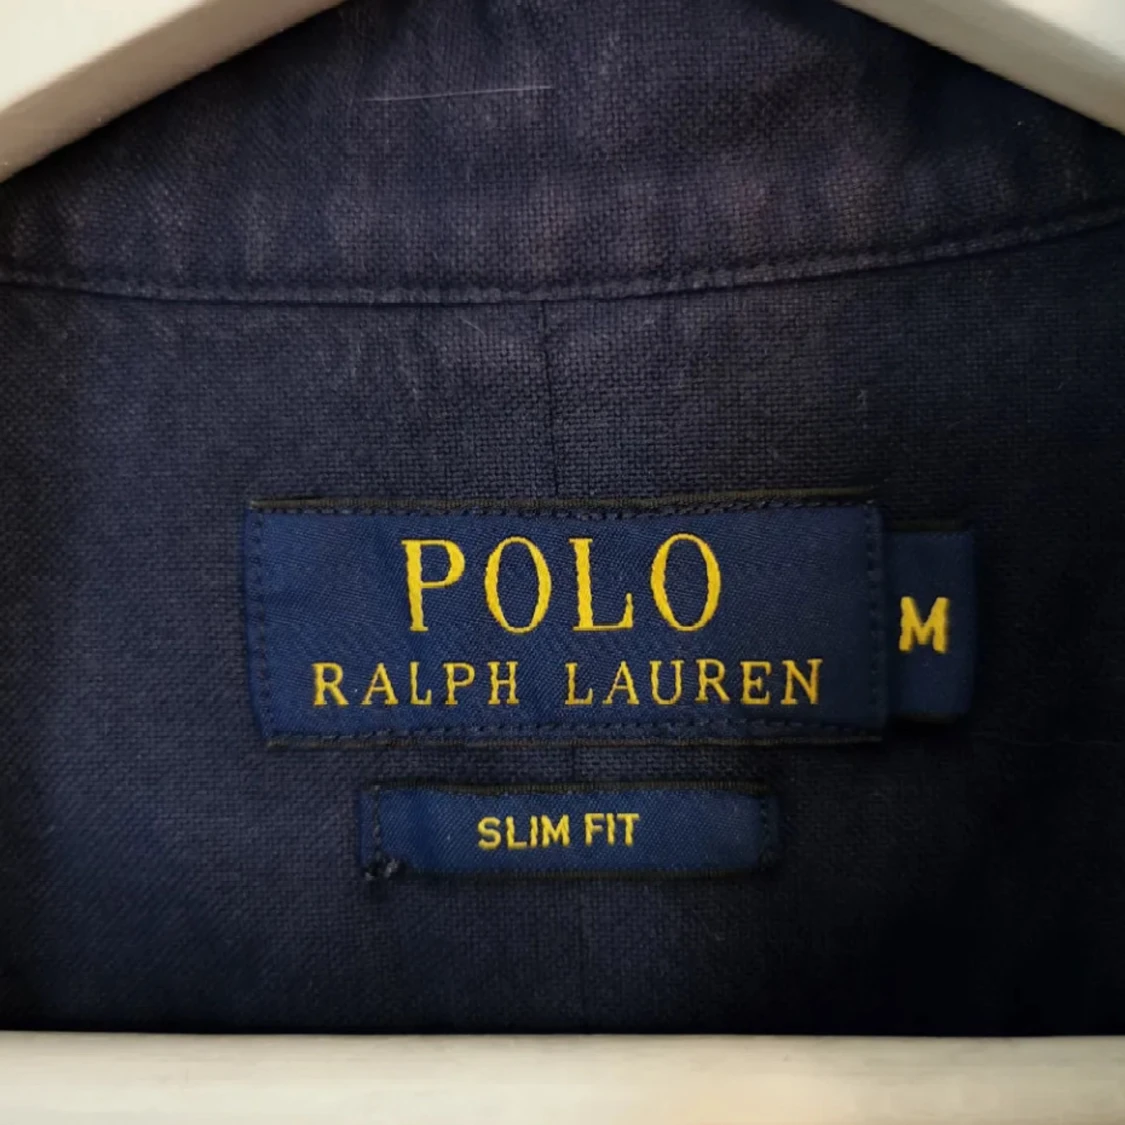 POLO
RALPH LAUREN
M
SLIM FIT